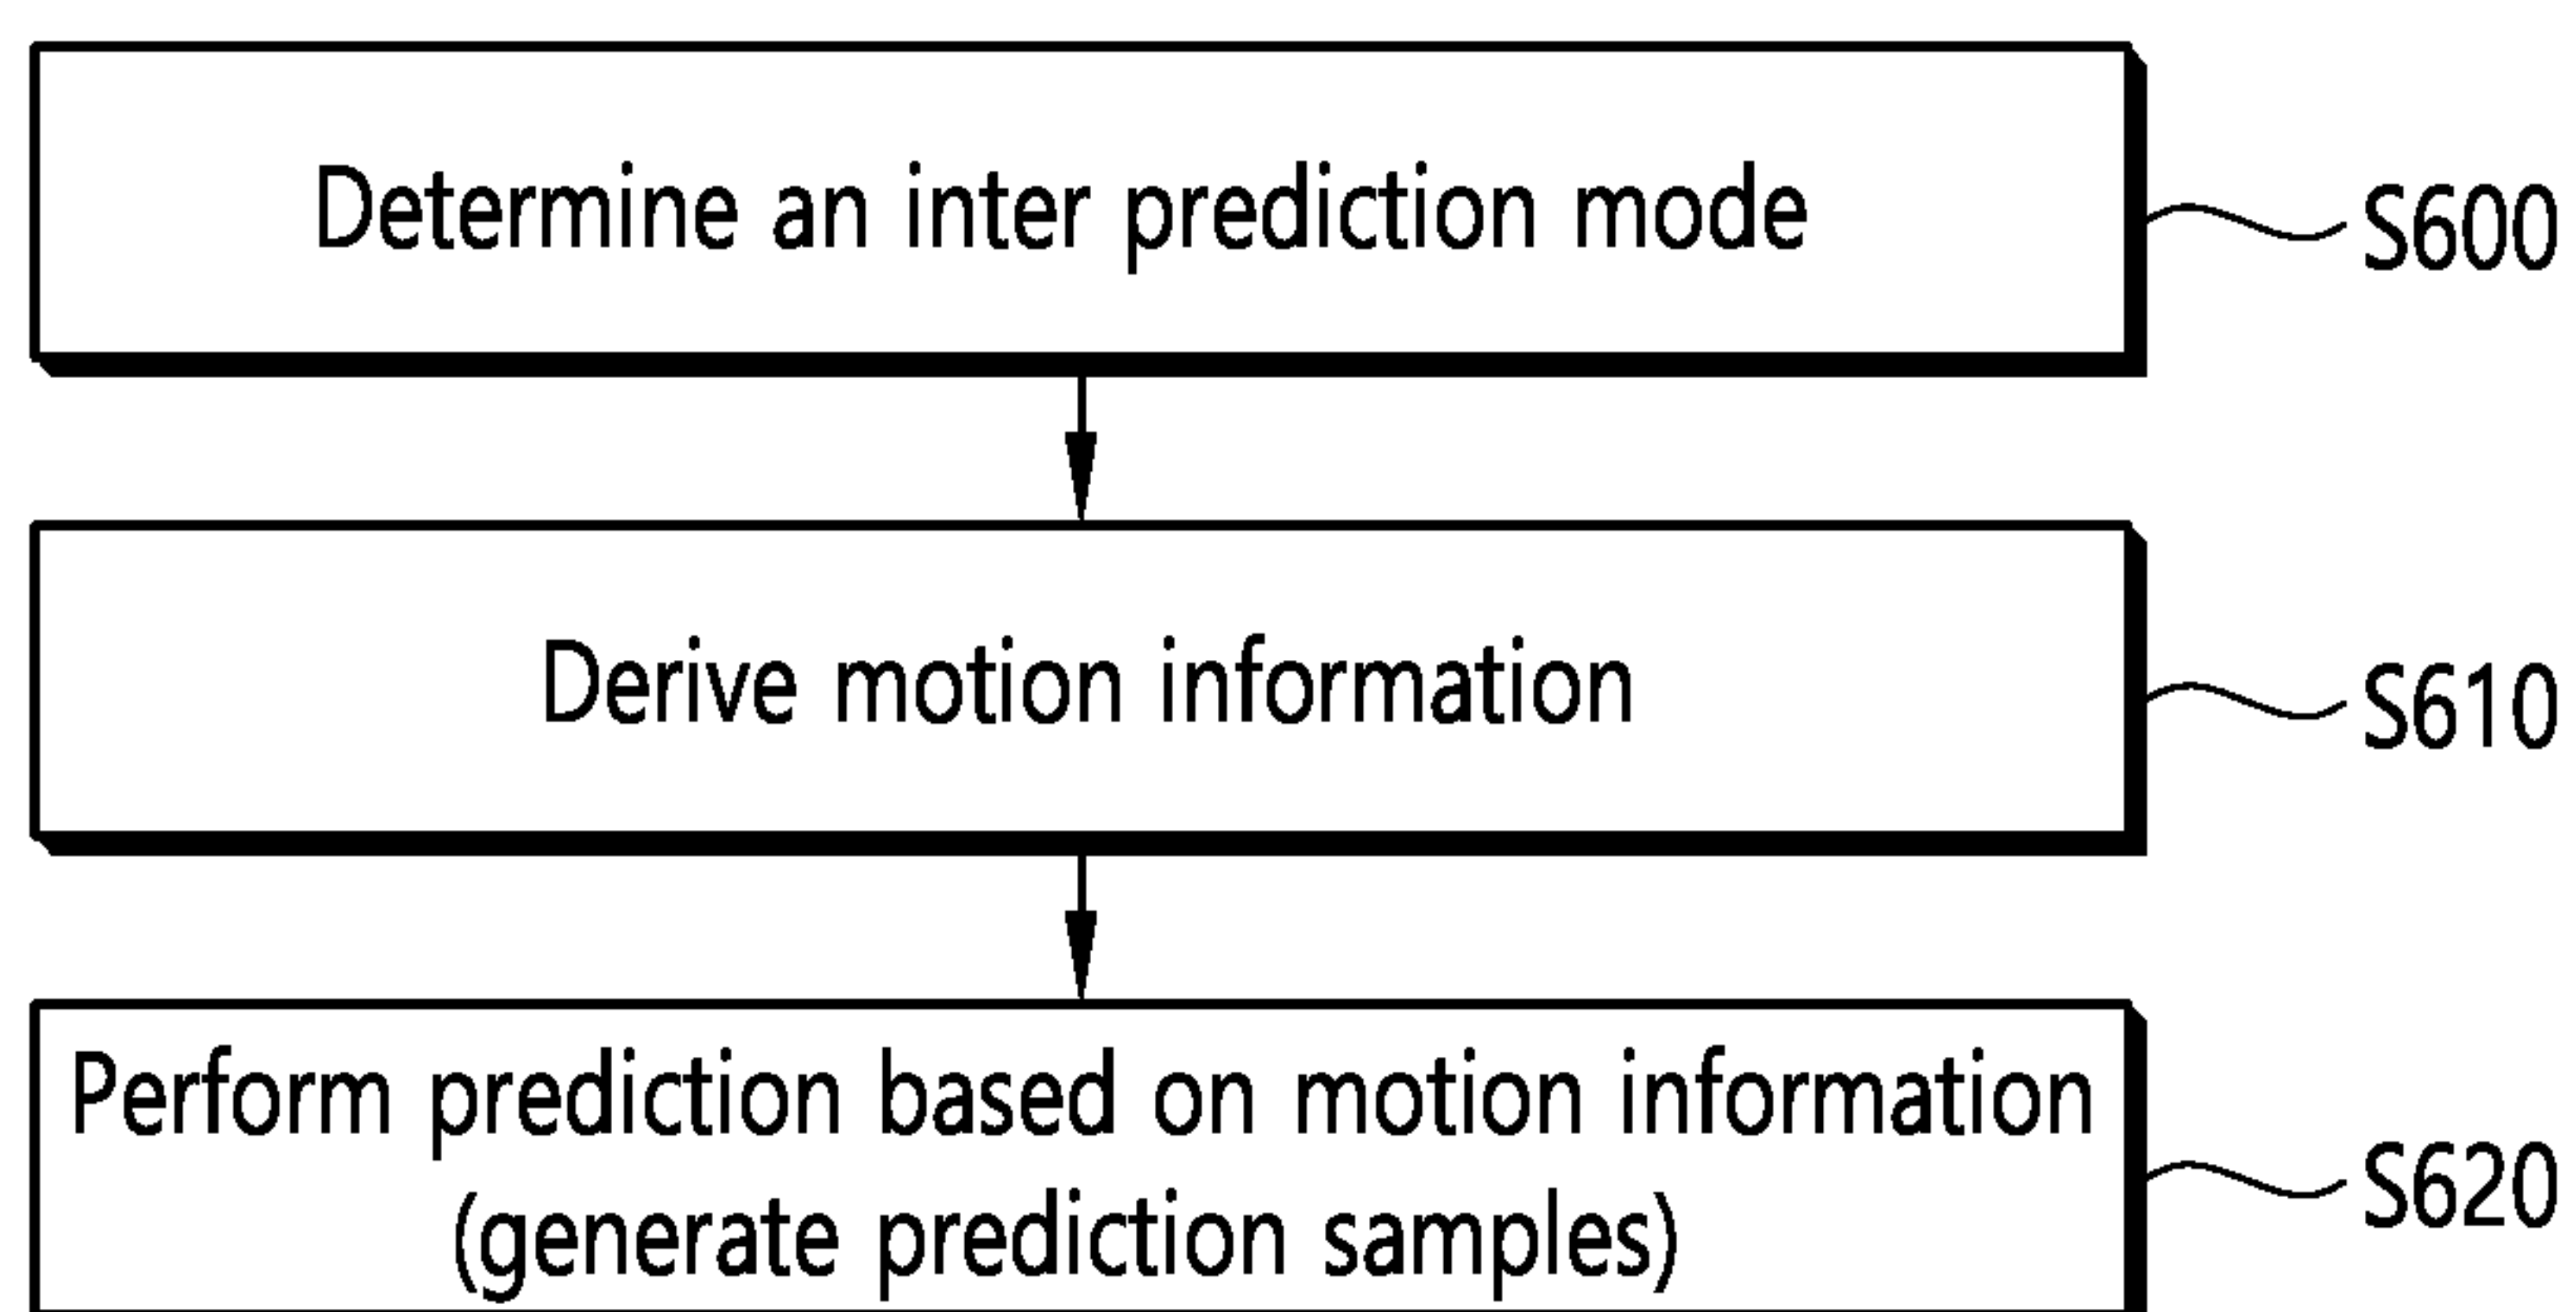 Determine an inter prediction mode
S600
Derive motion information
S610
Perform prediction based on motion information
(generate prediction samples)
S620